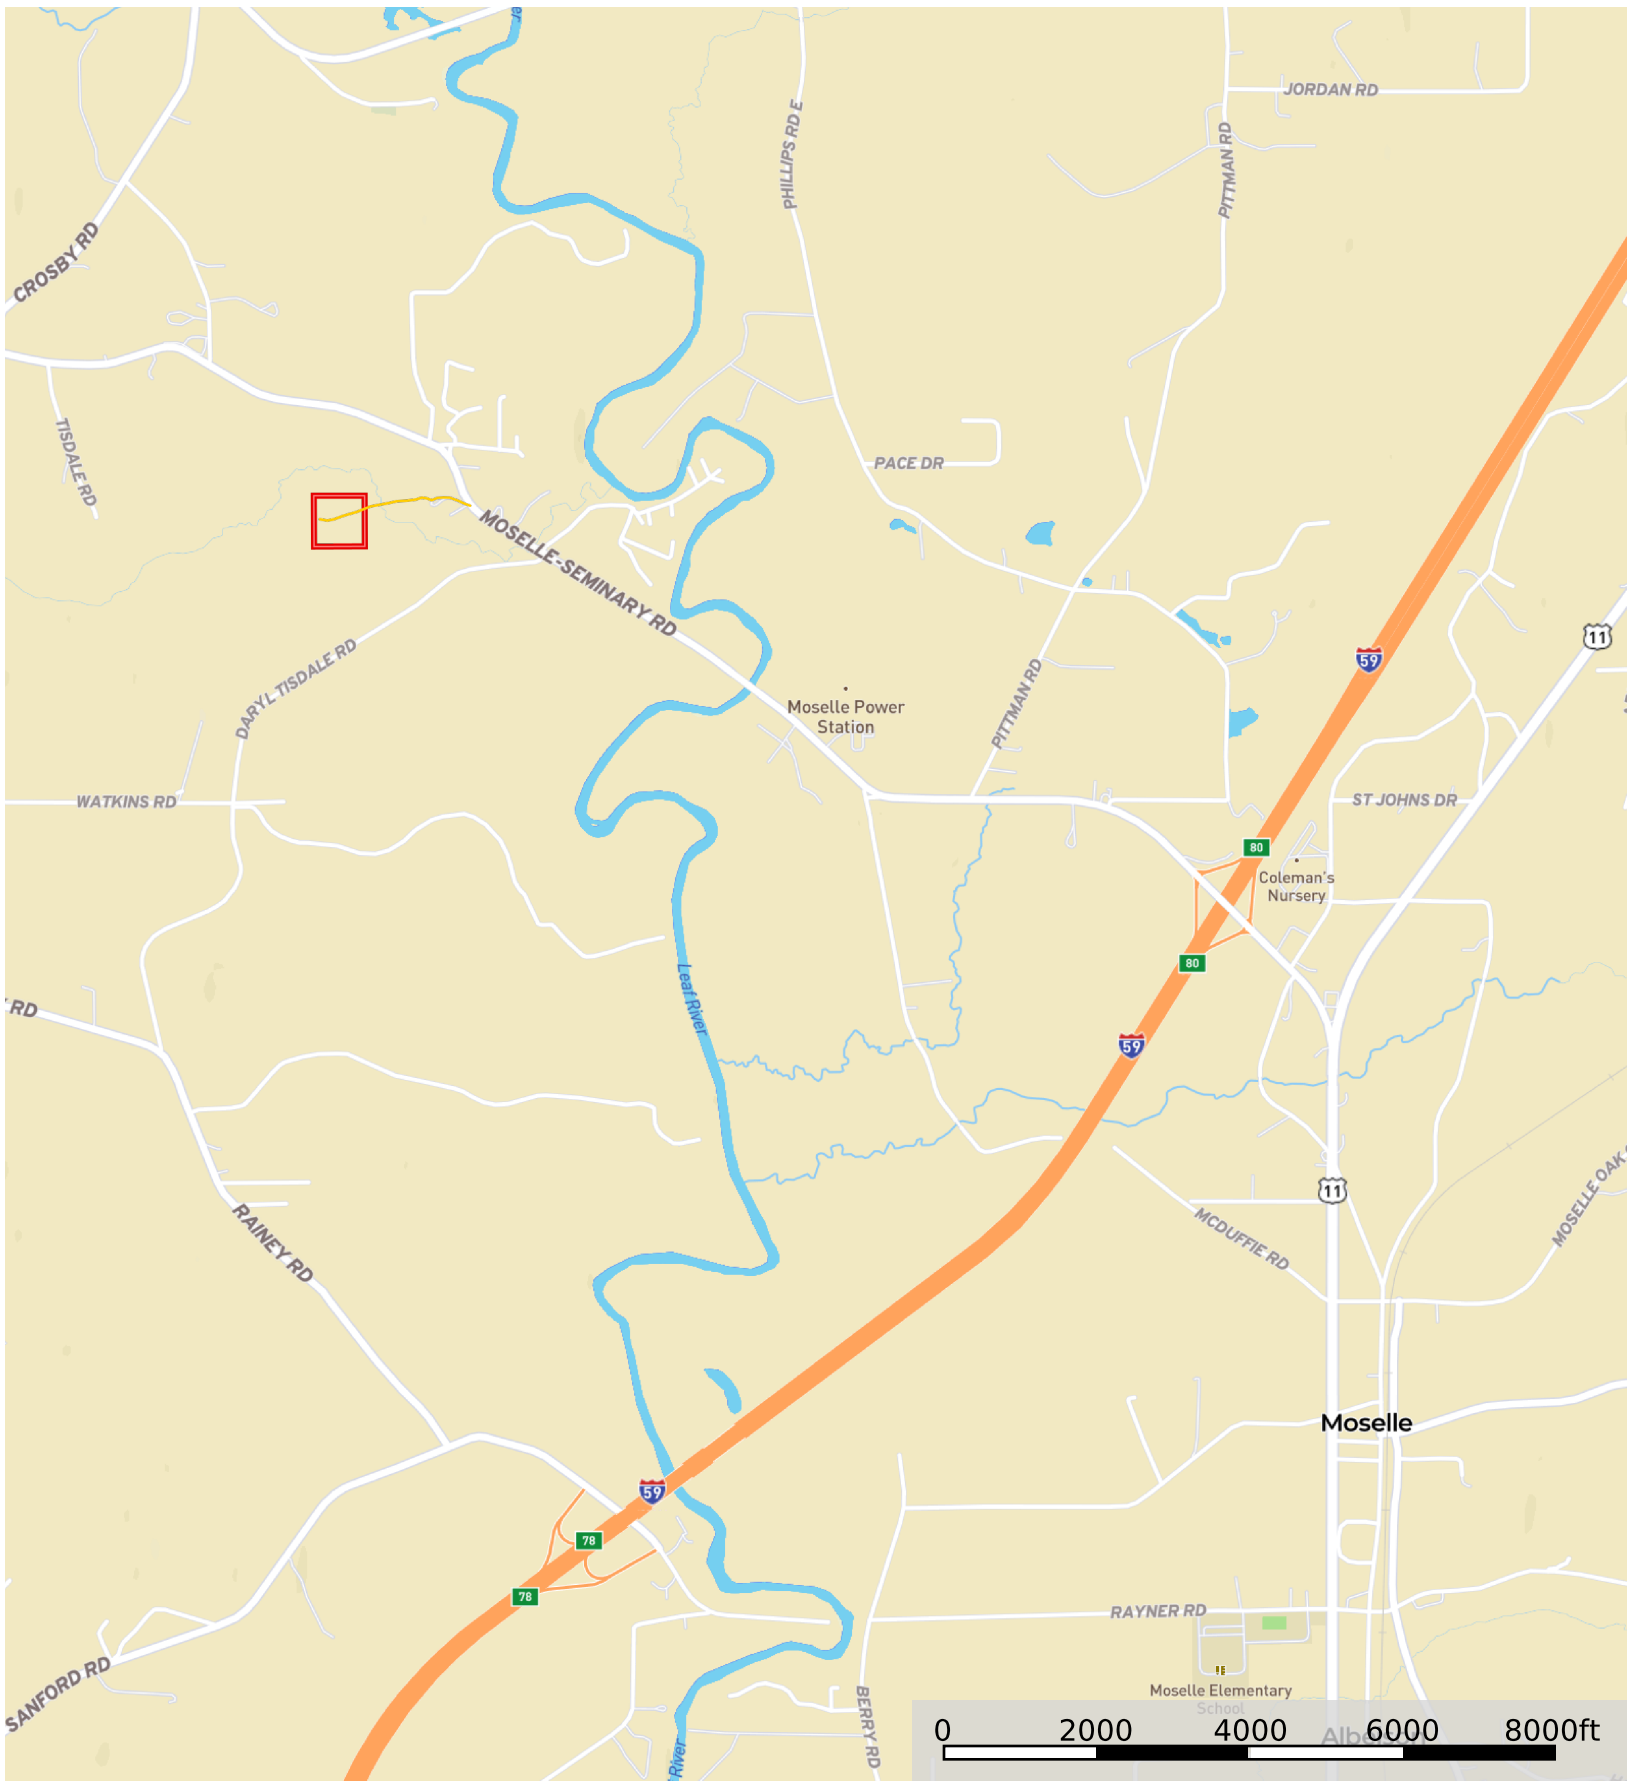 er
JORDAN RD
PHILLIPS RD E
PITTMAN RD
CROSBY RD
TISDALE RD
PACE DR
MOSELLE-SEMINARY RD
11
59
DARYL TISDALE RD
PITTMAN RD
Moselle Power
Station
WATKINS RD
ST JOHNS DR
80
Coleman's
Nursery
80
Leaf River
RD
59
11
MOSELLE OAK
MCDUFFIE RD
RAINEY RD
Moselle
59
78
78
RAYNER RD
SANFORD RD
Moselle Elementary
School
BERRY RD
River
Albelson
0 2000 4000 6000 8000ft